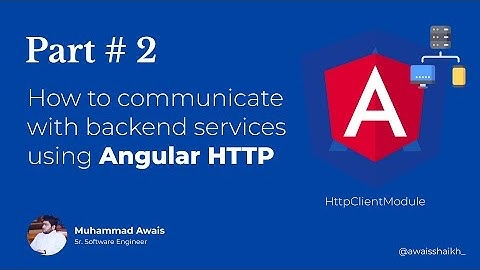 Part # 2
How to communicate
with backend services
using Angular HTTP
A
HttpClientModule
Muhammad Awais
Sr. Software Engineer
@awaisshaikh_